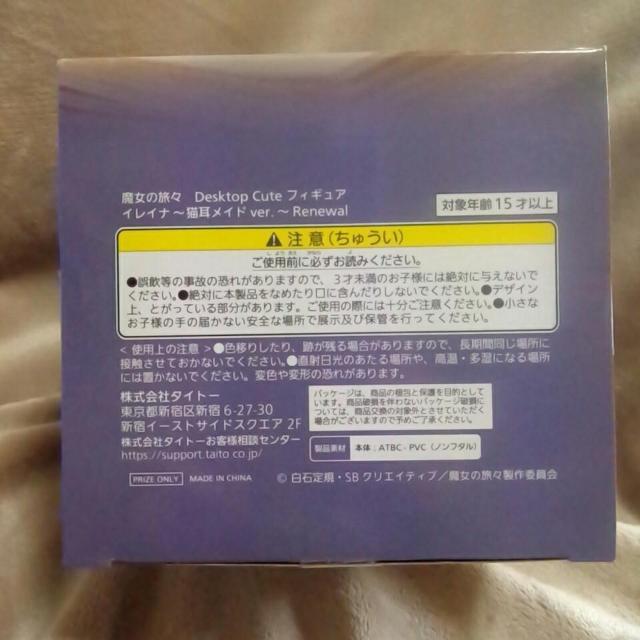 魔女の旅々 Desktop Cute フィギュア
イレイナ～猫耳メイド ver.～ Renewal
対象年齢 15 才以上
⚠ 注意(ちゅうい)
ご使用前に必ずお読みください。
●誤飲等の事故の恐れがありますので、3才未満のお子様には絶対に与えないで
ください。●絶対に本製品をなめたり口に含んだりしないでください。●デザイン
上、とがっている部分があります。ご使用の際には十分ご注意ください。●小さな
お子様の手の届かない安全な場所で展示及び保管を行ってください。
<使用上の注意>●色移りしたり、跡が残る場合がありますので、長期間同じ場所に
接触させておかないでください。●直射日光のあたる場所や、高温・多湿になる場所
には置かないでください。変色や変形の恐れがあります。
株式会社タイトー
東京都新宿区新宿 6-27-30
新宿イーストサイドスクエア 2F
株式会社タイトーお客様相談センター
https://support.taito.co.jp/
パッケージは、商品の梱包と保護を目的としてい
ます。商品破損を伴わないパッケージ破損に
ついては、商品交換の対象外とさせていただく
場合がございますので予めご了承ください。
製品素材 本体：ATBC-PVC（ノンフタル）
PRIZE ONLY MADE IN CHINA
© 白石定規・SB クリエイティブ／魔女の旅々製作委員会